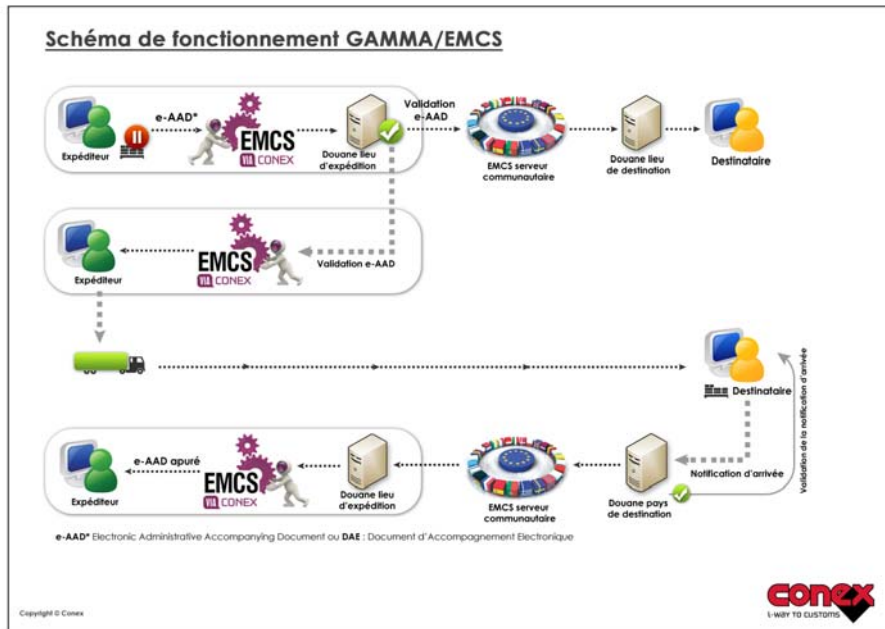 Schéma de fonctionnement GAMMA/EMCS
Expéditeur
e-AAD*
EMCS
VIA CONEX
Douane lieu
d'expédition
Validation
e-AAD
EMCS serveur
communautaire
Douane lieu
de destination
Destinataire
Expéditeur
EMCS
VIA CONEX
Validation e-AAD
Destinataire
Validation de la notification d'arrivée
Expéditeur
e-AAD apuré
EMCS
VIA CONEX
Douane lieu
d'expédition
EMCS serveur
communautaire
Douane pays
de destination
Notification d'arrivée
e-AAD* Electronic Administrative Accompanying Document ou DAE : Document d'Accompagnement Electronique
Copyright © Conex
conex
I-WAY TO CUSTOMS